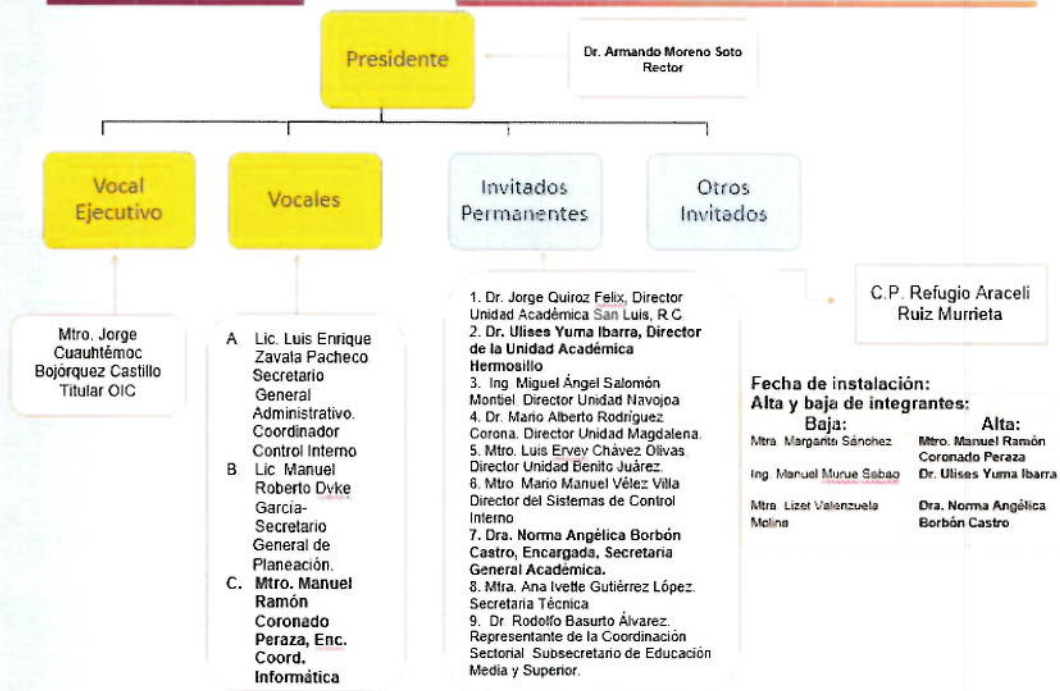 Presidente
Dr. Armando Moreno Soto
Rector
Vocal
Ejecutivo
Vocales
Invitados
Permanentes
Otros
Invitados
Mtro. Jorge
Cuauhtémoc
Bojórquez Castillo
Titular OIC
A. Lic. Luis Enrique
Zavala Pacheco
Secretario
General
Administrativo.
Coordinador
Control Interno
B. Lic. Manuel
Roberto Dyke
García-
Secretario
General de
Planeación.
C. Mtro. Manuel
Ramón
Coronado
Peraza, Enc.
Coord.
Informática
1. Dr. Jorge Quiroz Felix, Director
Unidad Académica San Luis, R.C.
2. Dr. Ulises Yuma Ibarra, Director
de la Unidad Académica
Hermosillo
3. Ing. Miguel Ángel Salomón
Montiel. Director Unidad Navojoa
4. Dr. Mario Alberto Rodríguez
Corona. Director Unidad Magdalena.
5. Mtro. Luis Ervey Chávez Olivas.
Director Unidad Benito Juárez.
6. Mtro. Mario Manuel Vélez Villa
Director del Sistemas de Control
Interno
7. Dra. Norma Angélica Borbón
Castro, Encargada, Secretaria
General Académica.
8. Mtra. Ana Ivette Gutiérrez López.
Secretaria Técnica
9. Dr. Rodolfo Basurto Álvarez.
Representante de la Coordinación
Sectorial. Subsecretario de Educación
Media y Superior.
C.P. Refugio Araceli
Ruiz Murrieta
Fecha de instalación:
Alta y baja de integrantes:
Baja: Alta:
Mtra. Margarita Sánchez Mtro. Manuel Ramón
Coronado Peraza
Ing. Manuel Murue Dr. Ulises Yuma Ibarra
Mtra. Lizet Valenzuela Dra. Norma Angélica
Molina Borbón Castro